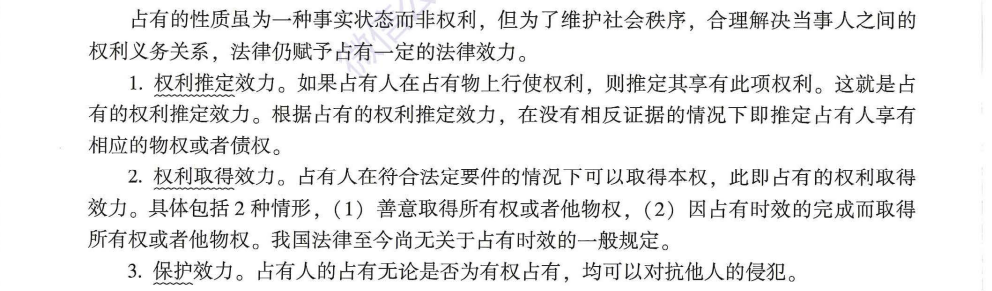 占有的性质虽为一种事实状态而非权利，但为了维护社会秩序，合理解决当事人之间的
权利义务关系，法律仍赋予占有一定的法律效力。
1. 权利推定效力。如果占有人在占有物上行使权利，则推定其享有此项权利。这就是占
有的权利推定效力。根据占有的权利推定效力，在没有相反证据的情况下即推定占有人享有
相应的物权或者债权。
2. 权利取得效力。占有人在符合法定要件的情况下可以取得本权，此即占有的权利取得
效力。具体包括 2 种情形，（1）善意取得所有权或者他物权，（2）因占有时效的完成而取得
所有权或者他物权。我国法律至今尚无关于占有时效的一般规定。
3. 保护效力。占有人的占有无论是否为有权占有，均可以对抗他人的侵犯。